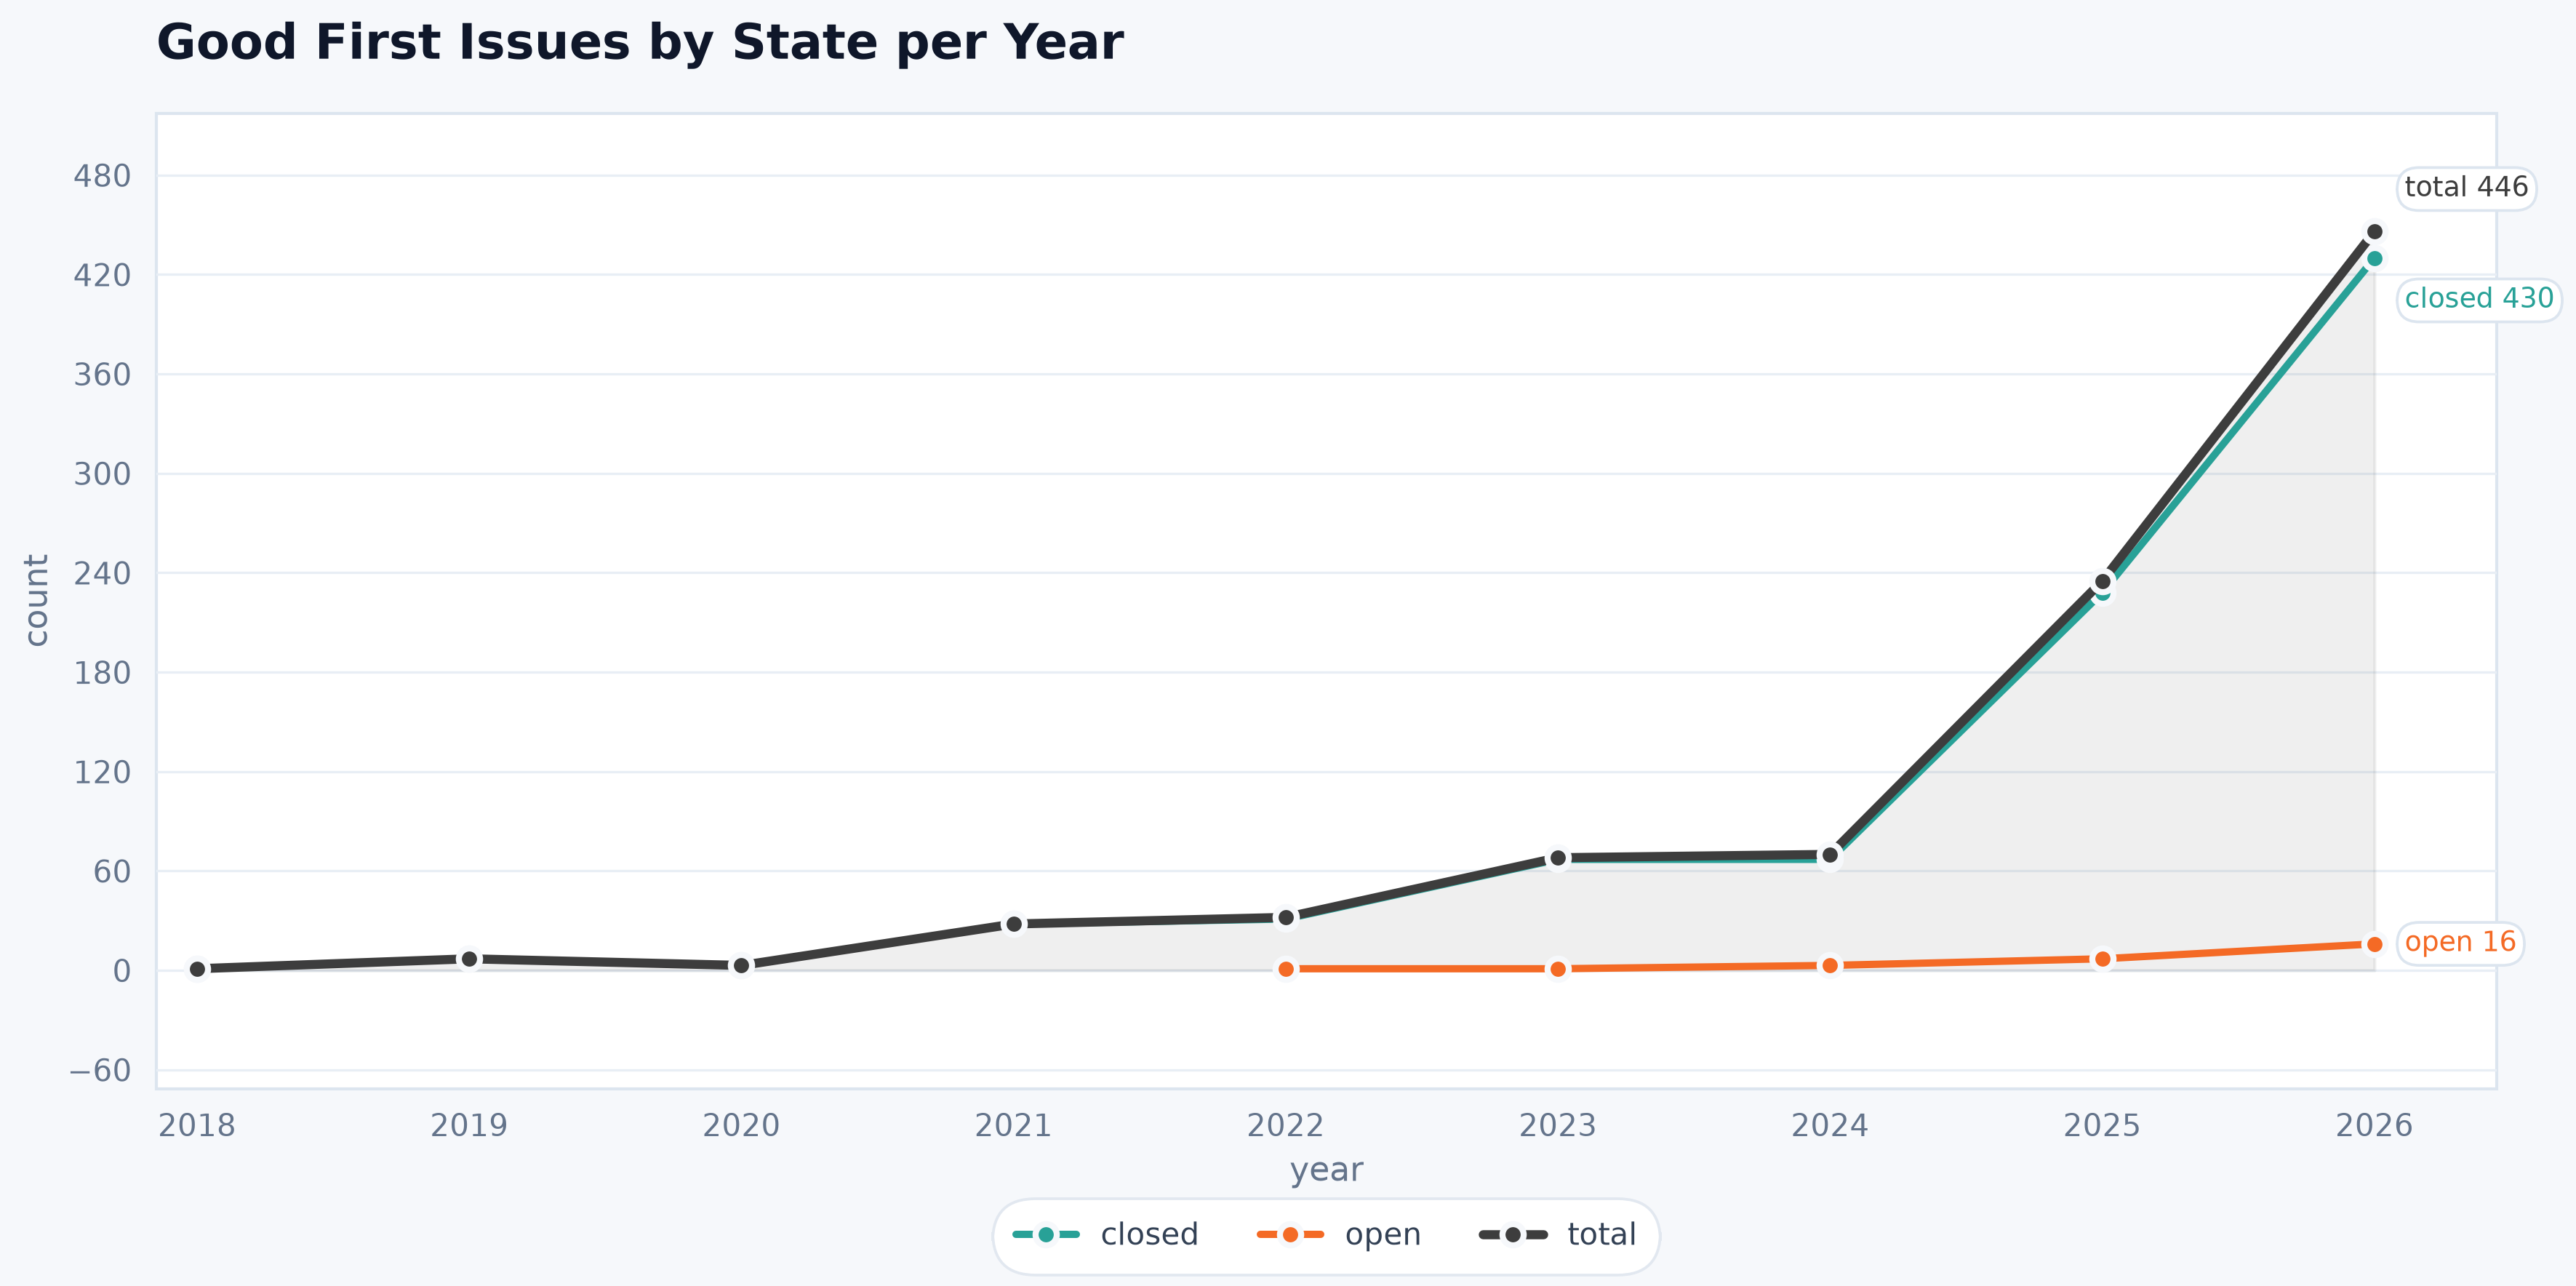 Good First Issues by State per Year
480
420
360
300
240
180
120
60
0
−60
count
total 446
closed 430
open 16
2018 2019 2020 2021 2022 2023 2024 2025 2026
year
closed open total